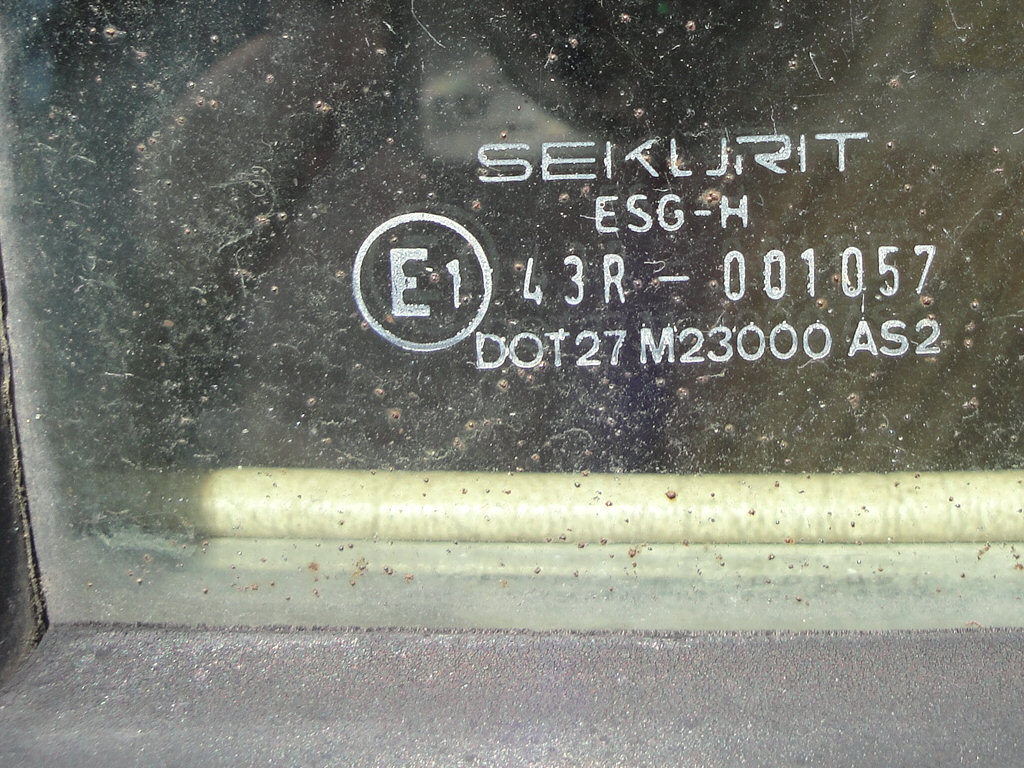 SEKURIT
ESG-H
E1 43R - 001057
DOT27 M23000 AS2